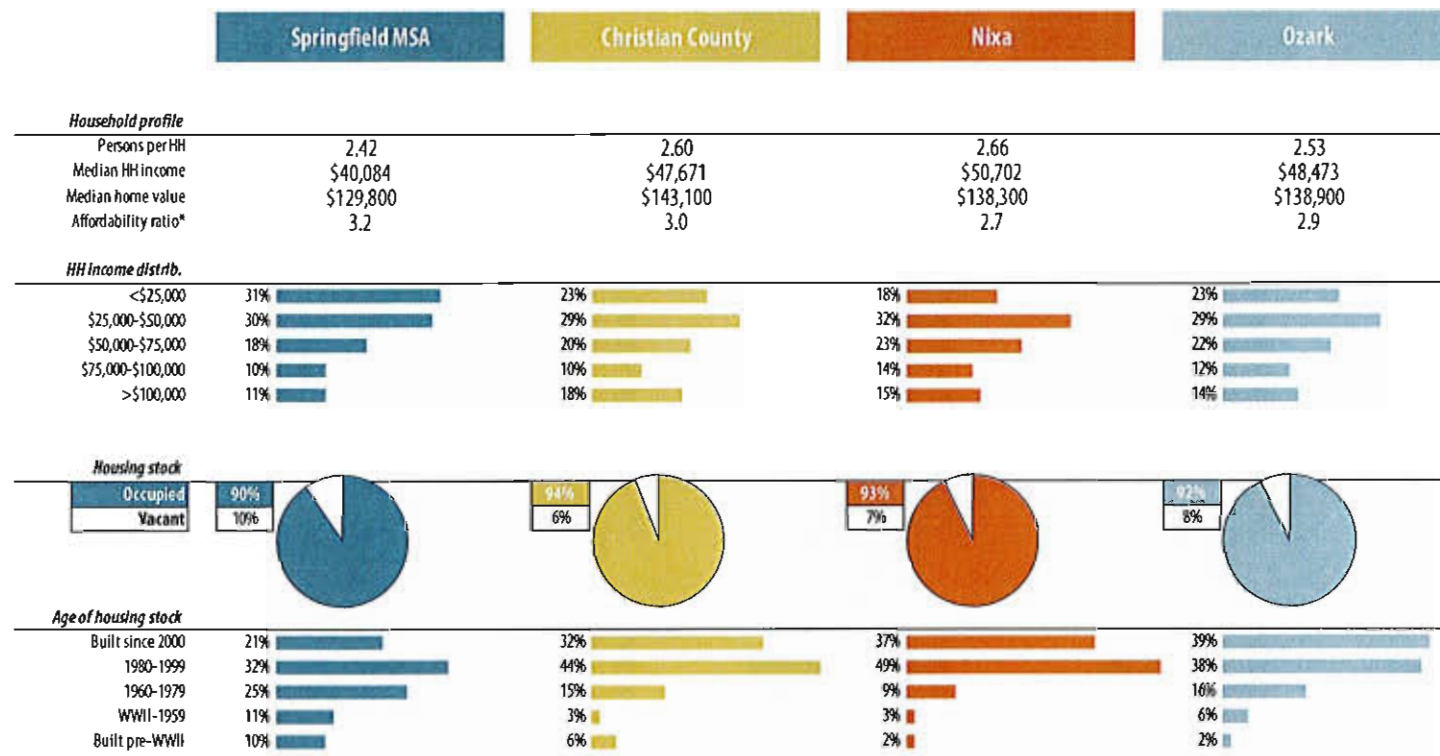 Springfield MSA Christian County Nixa Ozark
Household profile
Persons per HH 2.42 2.60 2.66 2.53
Median HH income $40,084 $47,671 $50,702 $48,473
Median home value $129,800 $143,100 $138,300 $138,900
Affordability ratio* 3.2 3.0 2.7 2.9
HH income distrib.
<$25,000 31% 23% 18% 23%
$25,000-$50,000 30% 29% 32% 29%
$50,000-$75,000 18% 20% 23% 22%
$75,000-$100,000 10% 10% 14% 12%
>$100,000 11% 18% 15% 14%
Housing stock
Occupied 90% 94% 93% 92%
Vacant 10% 6% 7% 8%
Age of housing stock
Built since 2000 21% 32% 37% 39%
1980-1999 32% 44% 49% 38%
1960-1979 25% 15% 9% 16%
WWII-1959 11% 3% 3% 6%
Built pre-WWII 10% 6% 2% 2%